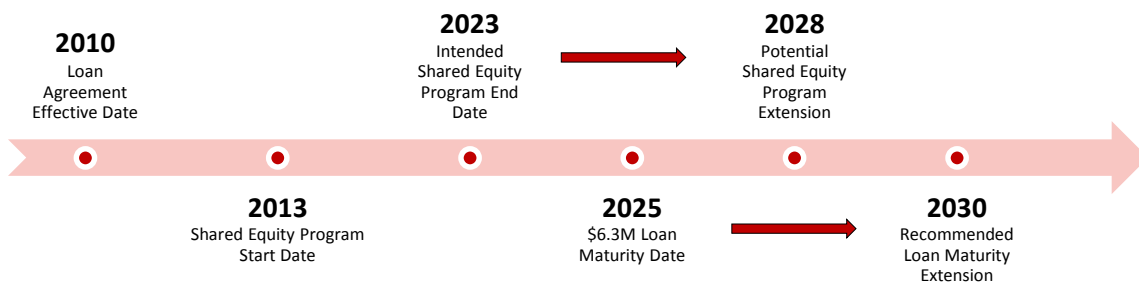 2010
Loan
Agreement
Effective Date
2013
Shared Equity Program
Start Date
2023
Intended
Shared Equity
Program End
Date
2025
$6.3M Loan
Maturity Date
2028
Potential
Shared Equity
Program
Extension
2030
Recommended
Loan Maturity
Extension